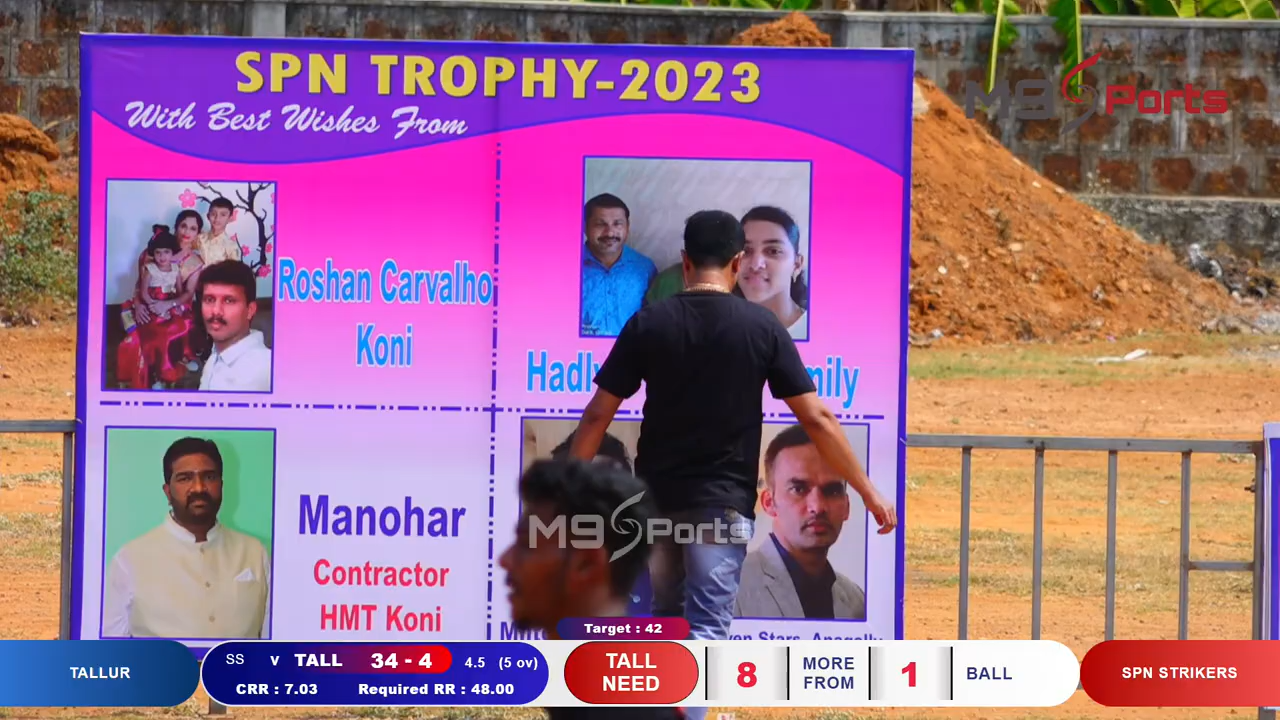 SPN TROPHY-2023
With Best Wishes From
M9 Sports
Roshan Carvalho
Koni
Manohar
Contractor
HMT Koni
M9 Sports
Target : 42
TALLUR
SS v TALL 34 - 4 4.5 (5 ov)
CRR : 7.03 Required RR : 48.00
TALL
NEED
8
MORE
FROM
1
BALL
SPN STRIKERS